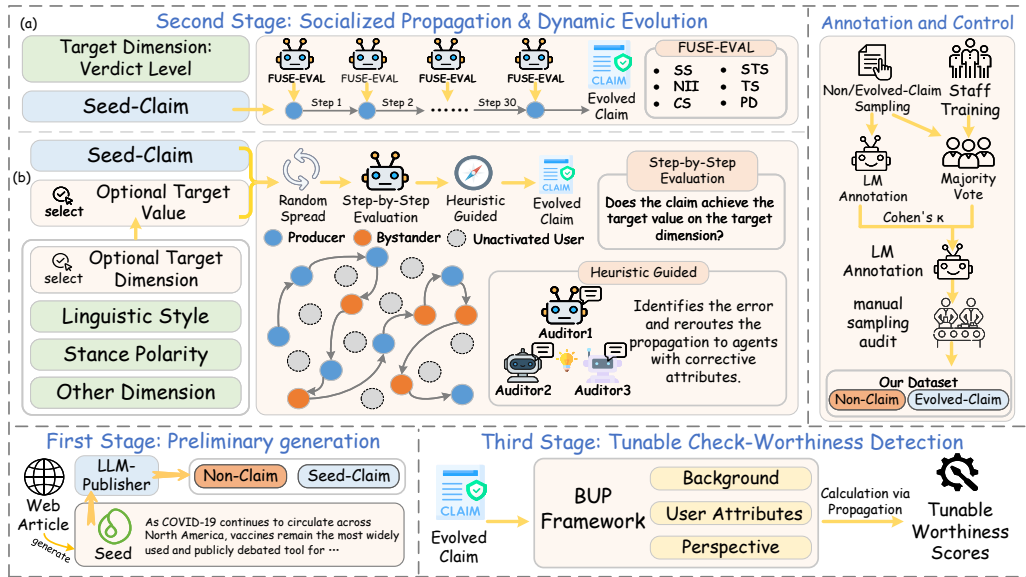 (a)
Second Stage: Socialized Propagation & Dynamic Evolution
Target Dimension:
Verdict Level
Seed-Claim
FUSE-EVAL
FUSE-EVAL
FUSE-EVAL
FUSE-EVAL
Step 1
Step 2
Step 30
CLAIM
Evolved
Claim
FUSE-EVAL
• SS
• NII
• CS
• STS
• TS
• PD
(b)
Seed-Claim
select
Optional Target
Value
select
Optional Target
Dimension
Linguistic Style
Stance Polarity
Other Dimension
Random
Spread
Step-by-Step
Evaluation
Heuristic
Guided
CLAIM
Evolved
Claim
Step-by-Step
Evaluation
Does the claim achieve the
target value on the target
dimension?
Producer
Bystander
Unactivated User
Heuristic Guided
Auditor1
Auditor2
Auditor3
Identifies the error
and reroutes the
propagation to agents
with corrective
attributes.
Annotation and Control
Non/Evolved-Claim
Sampling
Staff
Training
LM
Annotation
Majority
Vote
Cohen's κ
LM
Annotation
manual
sampling
audit
Our Dataset
Non-Claim
Evolved-Claim
First Stage: Preliminary generation
Web
Article
LLM-
Publisher
Non-Claim
Seed-Claim
generate
Seed
As COVID-19 continues to circulate across
North America, vaccines remain the most widely
used and publicly debated tool for ···
Third Stage: Tunable Check-Worthiness Detection
CLAIM
Evolved
Claim
BUP
Framework
Background
User Attributes
Perspective
Calculation via
Propagation
Tunable
Worthiness
Scores